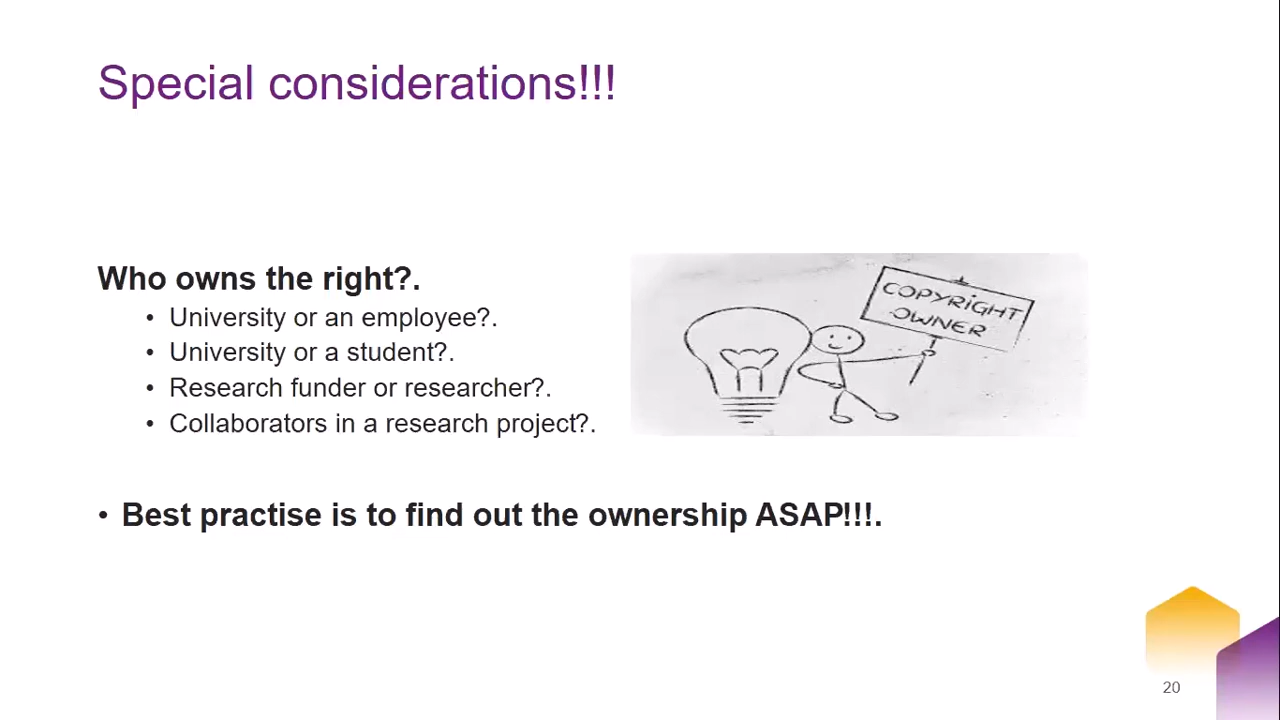 Special considerations!!!
Who owns the right?.
• University or an employee?.
• University or a student?.
• Research funder or researcher?.
• Collaborators in a research project?.
COPYRIGHT
OWNER
• Best practise is to find out the ownership ASAP!!!.
20